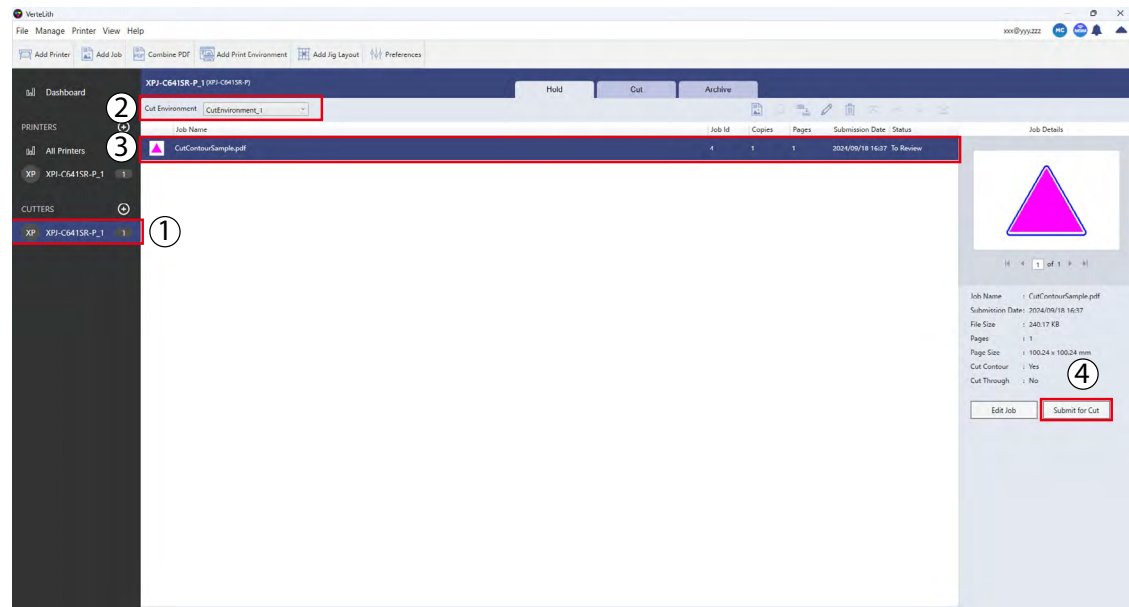 VerteLith
File Manage Printer View Help
xxx@yyy.zzz MC
Add Printer Add Job Combine PDF Add Print Environment Add Jig Layout Preferences
Dashboard
XPJ-C641SR-P_1 (XPJ-C641SR-P)
Hold Cut Archive
② Cut Environment CutEnvironment_1
PRINTERS
Job Name Job Id Copies Pages Submission Date Status
Job Details
All Printers
③ CutContourSample.pdf 4 1 1 2024/09/18 16:37 To Review
XP XPJ-C641SR-P_1 1
CUTTERS
XP XPJ-C641SR-P_1 1 ①
1 of 1
Job Name : CutContourSample.pdf
Submission Date: 2024/09/18 16:37
File Size : 240.17 KB
Pages : 1
Page Size : 100.24 x 100.24 mm
Cut Contour : Yes
Cut Through : No
④
Edit Job Submit for Cut